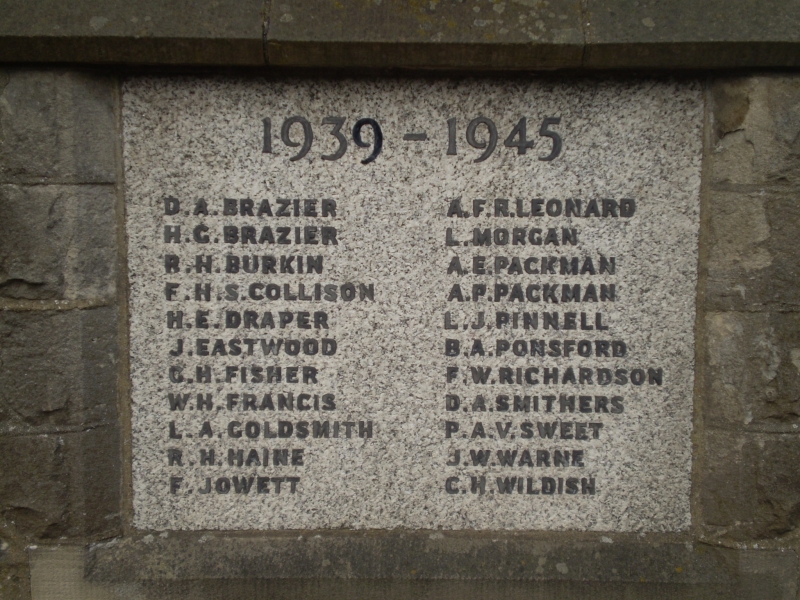 1939 - 1945
D.A.BRAZIER
H.G.BRAZIER
R.H.BURKIN
F.H.S.COLLISON
H.E.DRAPER
J.EASTWOOD
G.H.FISHER
W.H.FRANCIS
L.A.GOLDSMITH
R.H.HAINE
F.JOWETT
A.F.R.LEONARD
L.MORGAN
A.E.PACKMAN
A.P.PACKMAN
L.J.PINNELL
B.A.PONSFORD
F.W.RICHARDSON
D.A.SMITHERS
P.A.V.SWEET
J.W.WARNE
C.H.WILDISH